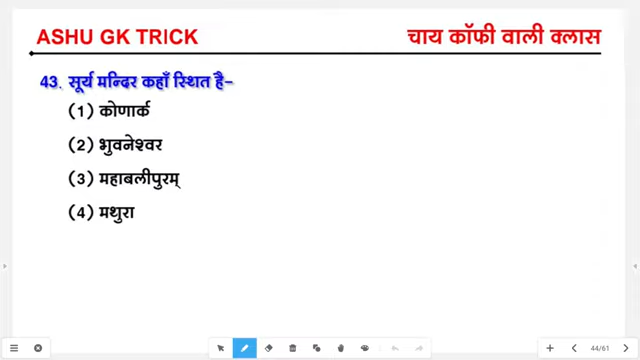 ASHU GK TRICK
चाय कॉफी वाली क्लास
43. सूर्य मन्दिर कहाँ स्थित है-
(1) कोणार्क
(2) भुवनेश्वर
(3) महाबलीपुरम्
(4) मथुरा
44/61